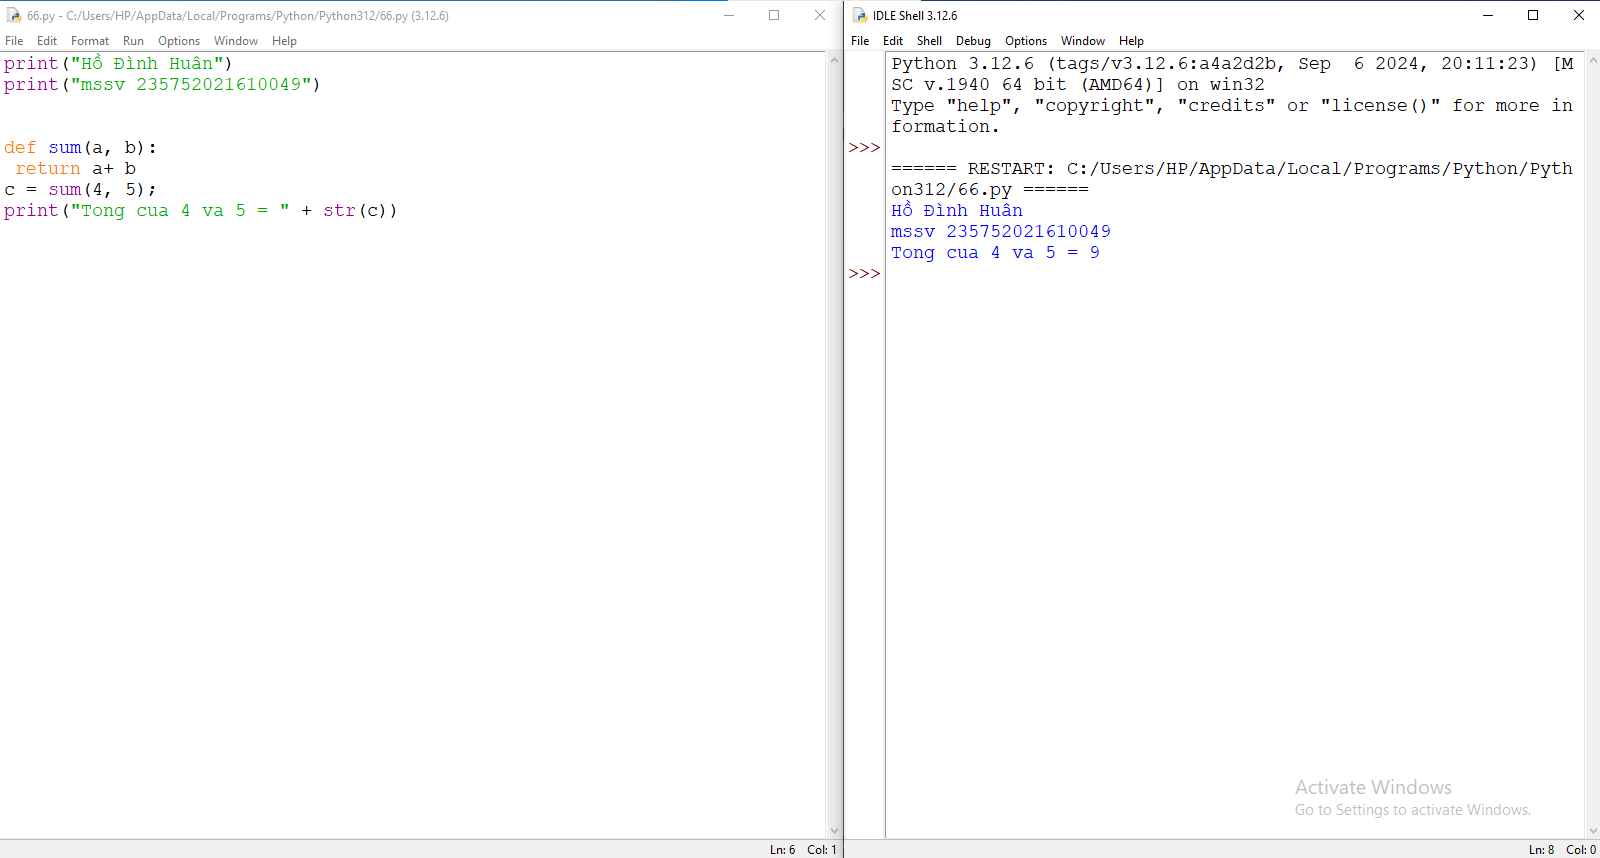 66.py - C:/Users/HP/AppData/Local/Programs/Python/Python312/66.py (3.12.6)
File Edit Format Run Options Window Help
print("Hồ Đình Huân")
print("mssv 235752021610049")
def sum(a, b):
 return a+ b
c = sum(4, 5);
print("Tong cua 4 va 5 = " + str(c))
Ln: 6 Col: 1
IDLE Shell 3.12.6
File Edit Shell Debug Options Window Help
Python 3.12.6 (tags/v3.12.6:a4a2d2b, Sep  6 2024, 20:11:23) [M
SC v.1940 64 bit (AMD64)] on win32
Type "help", "copyright", "credits" or "license()" for more in
formation.
>>>
====== RESTART: C:/Users/HP/AppData/Local/Programs/Python/Pyth
on312/66.py ======
Hồ Đình Huân
mssv 235752021610049
Tong cua 4 va 5 = 9
>>>
Activate Windows
Go to Settings to activate Windows.
Ln: 8 Col: 0